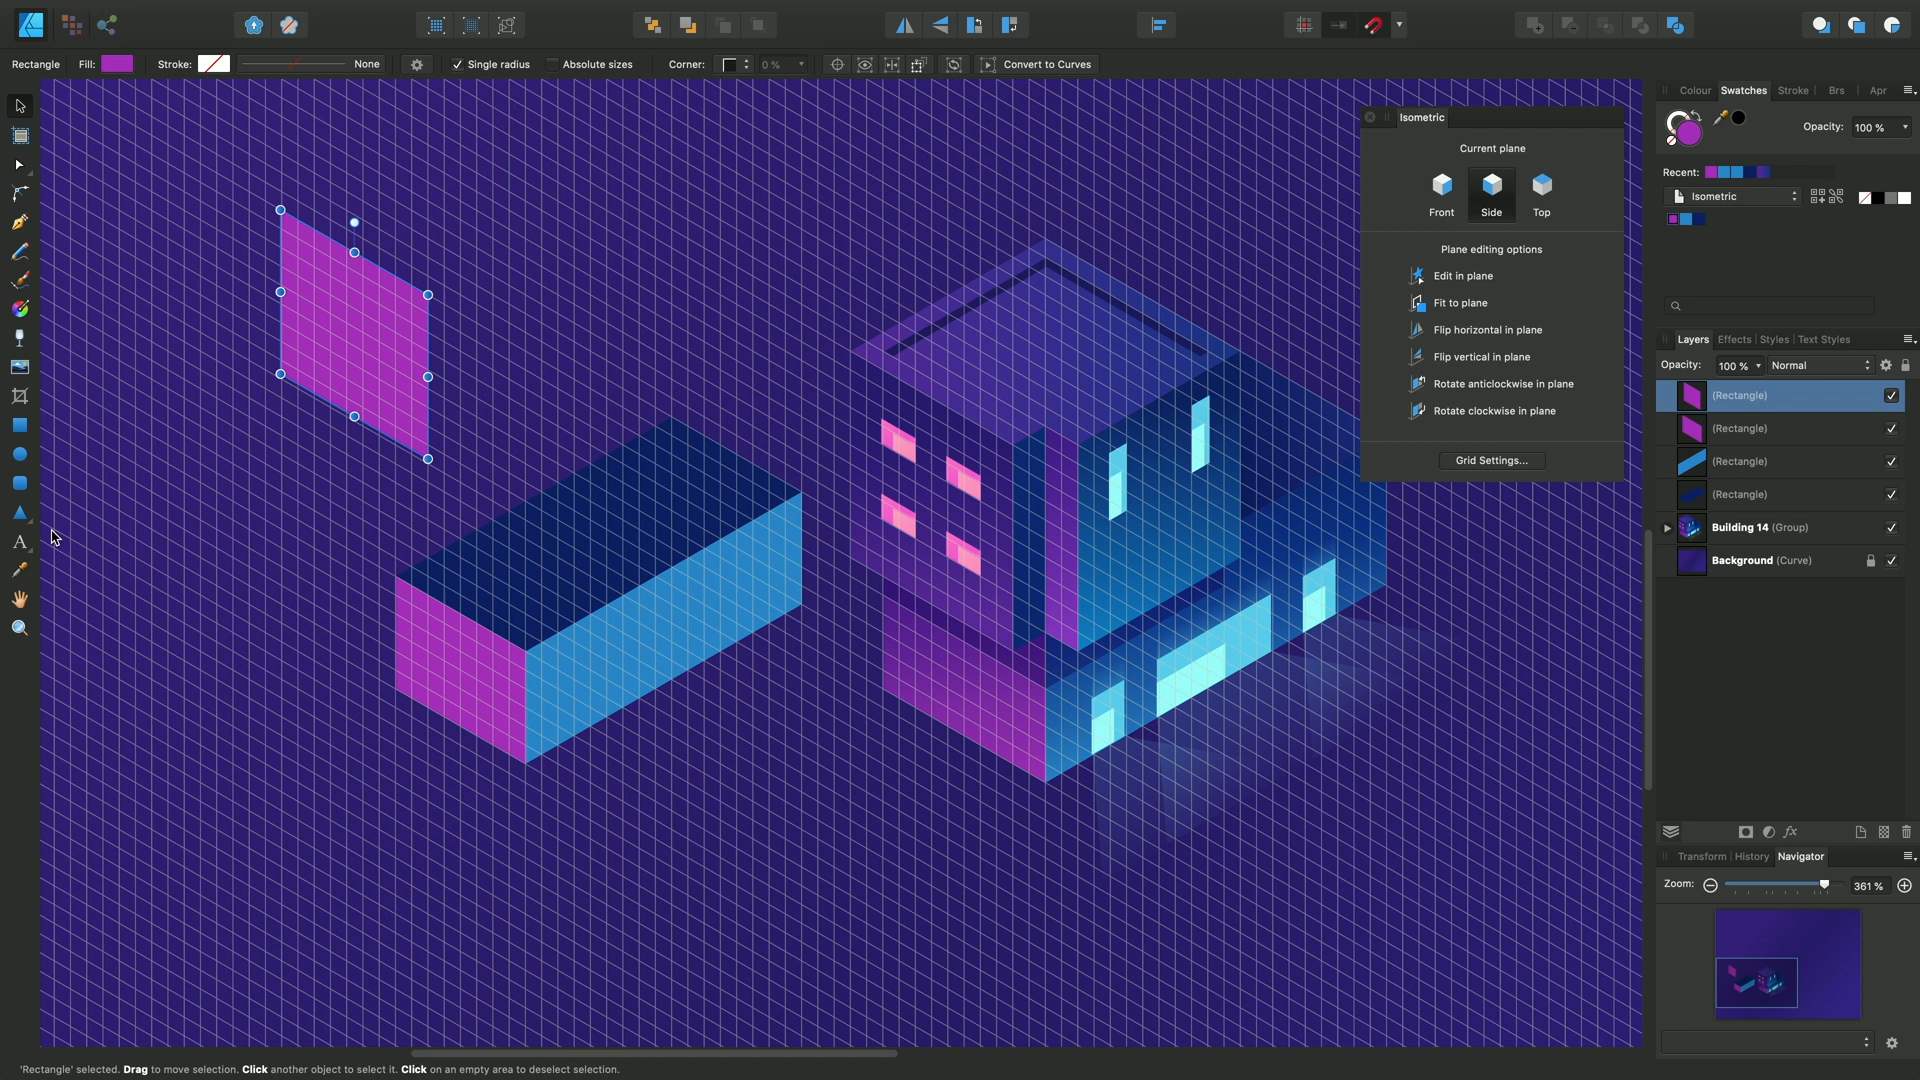 Rectangle Fill: Stroke: None Single radius Absolute sizes Corner: 0 % Convert to Curves
Colour Swatches Stroke Brs Apr
Opacity: 100 %
Recent:
Isometric
Isometric
Current plane
Front Side Top
Plane editing options
Edit in plane
Fit to plane
Flip horizontal in plane
Flip vertical in plane
Rotate anticlockwise in plane
Rotate clockwise in plane
Grid Settings...
Layers Effects Styles Text Styles
Opacity: 100 % Normal
(Rectangle)
(Rectangle)
(Rectangle)
(Rectangle)
Building 14 (Group)
Background (Curve)
fx
Transform History Navigator
Zoom: 361 %
'Rectangle' selected. Drag to move selection. Click another object to select it. Click on an empty area to deselect selection.